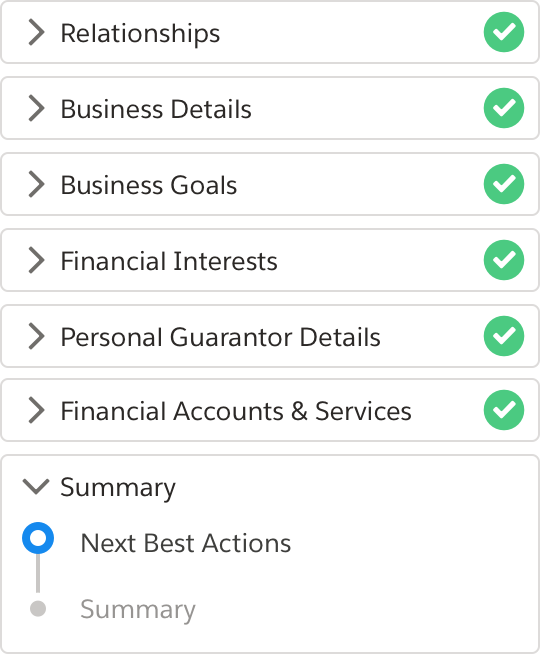 Relationships
Business Details
Business Goals
Financial Interests
Personal Guarantor Details
Financial Accounts & Services
Summary
Next Best Actions
Summary